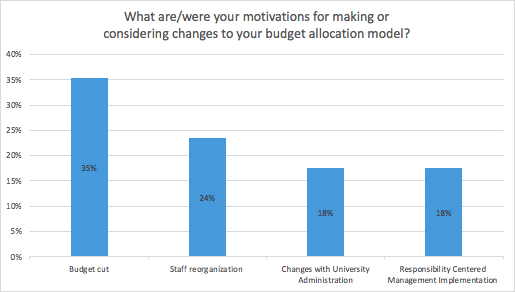 What are/were your motivations for making or
considering changes to your budget allocation model?
40%
35%
30%
25%
20%
15%
10%
5%
0%
35%
24%
18%
18%
Budget cut
Staff reorganization
Changes with University
Administration
Responsibility Centered
Management Implementation